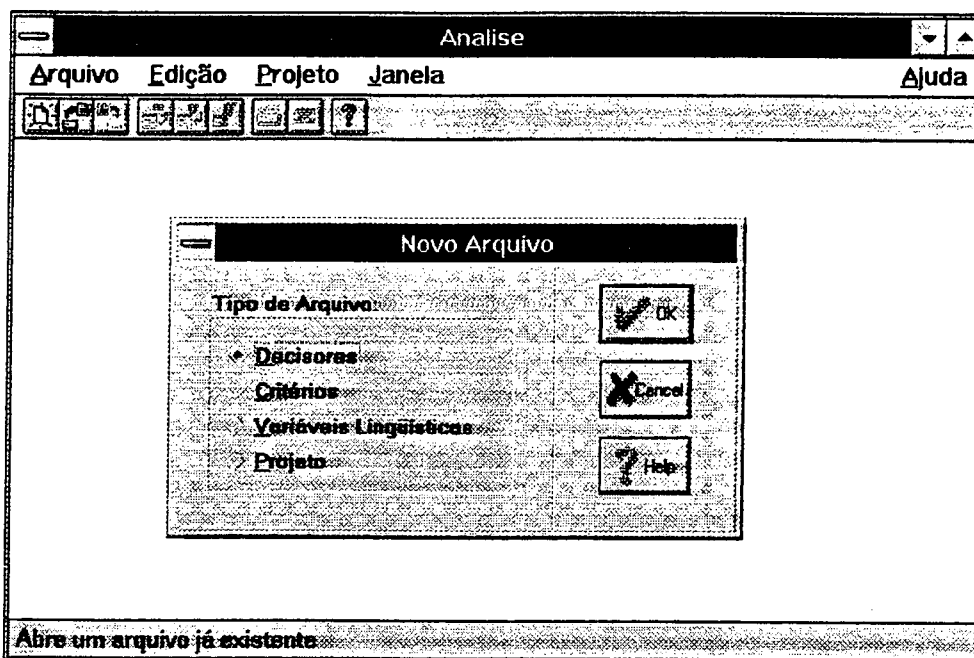 Analise
Arquivo Edição Projeto Janela Ajuda
?
Novo Arquivo
Tipo de Arquivo:
Decisores
Critérios
Variáveis Lingüísticas
Projeto
OK
Cancel
? Help
Abre um arquivo já existente